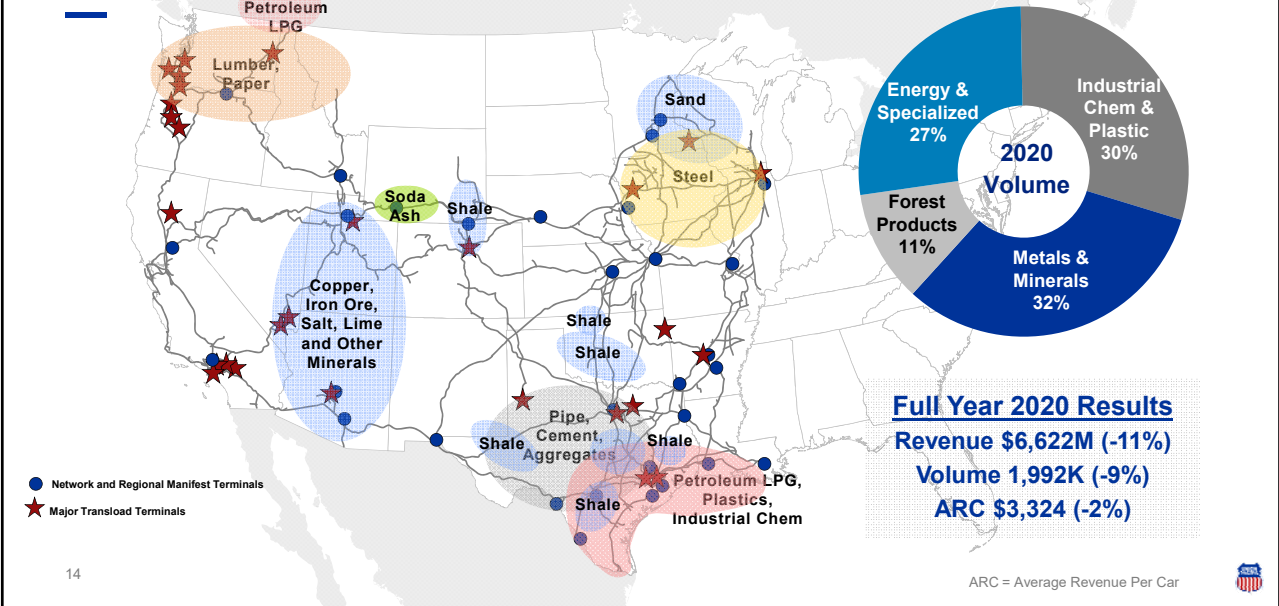 Petroleum
LPG
Lumber,
Paper
Sand
Steel
Soda
Ash
Shale
Copper,
Iron Ore,
Salt, Lime
and Other
Minerals
Shale
Shale
Pipe,
Cement,
Aggregates
Shale
Shale
Shale
Petroleum LPG,
Plastics,
Industrial Chem
Network and Regional Manifest Terminals
Major Transload Terminals
Energy &
Specialized
27%
Industrial
Chem &
Plastic
30%
2020
Volume
Forest
Products
11%
Metals &
Minerals
32%
Full Year 2020 Results
Revenue $6,622M (-11%)
Volume 1,992K (-9%)
ARC $3,324 (-2%)
14
ARC = Average Revenue Per Car